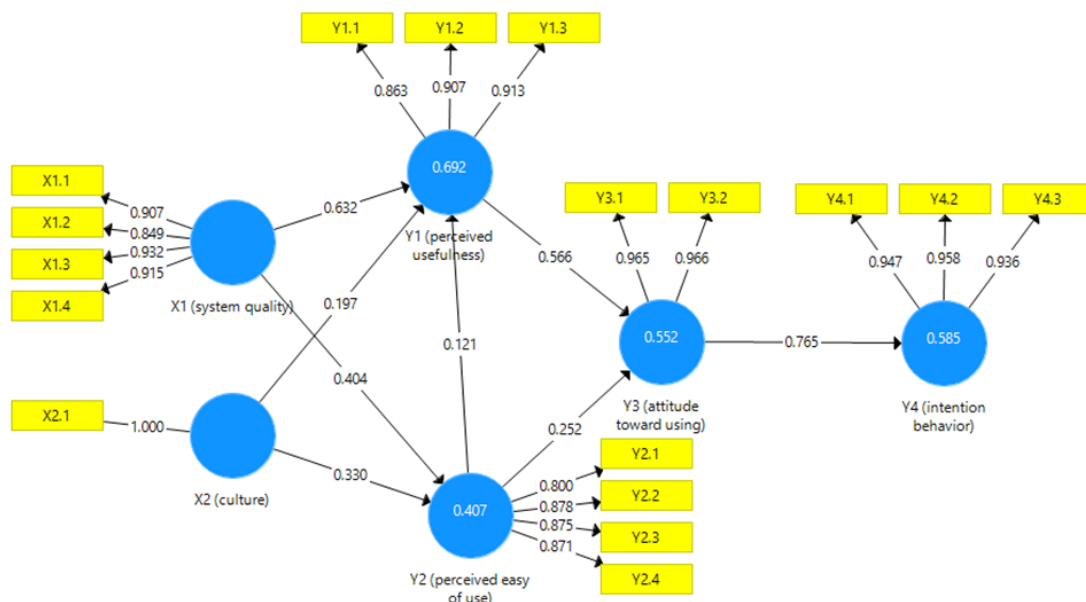 Y1.1
Y1.2
Y1.3
0.863
0.907
0.913
0.692
Y1 (perceived
usefulness)
X1.1
X1.2
X1.3
X1.4
0.907
0.849
0.932
0.915
X1 (system quality)
0.632
0.197
0.404
0.121
X2.1
1.000
X2 (culture)
0.330
0.407
Y2 (perceived easy
of use)
0.800
0.878
0.875
0.871
Y2.1
Y2.2
Y2.3
Y2.4
0.566
0.252
Y3.1
Y3.2
0.965
0.966
0.552
Y3 (attitude
toward using)
0.765
Y4.1
Y4.2
Y4.3
0.947
0.958
0.936
0.585
Y4 (intention
behavior)